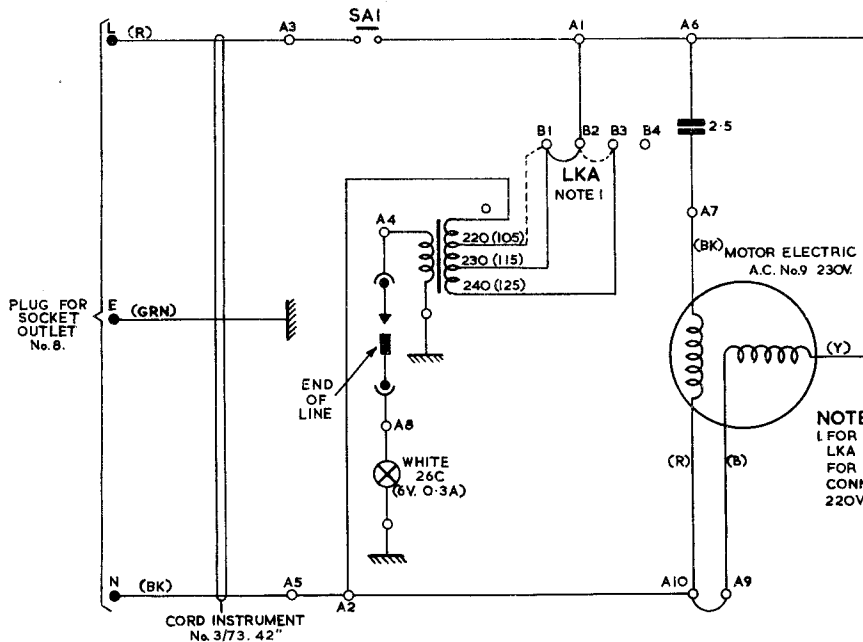 L
(R)
A3
SA1
A1
A6
B1
B2
B3
B4
2·5
LKA
NOTE 1
A4
A7
220 (105)
230 (115)
240 (125)
(BK)
MOTOR ELECTRIC
A.C. No.9 230V.
PLUG FOR
SOCKET
OUTLET
No. 8.
E
(GRN)
(Y)
END
OF
LINE
A8
WHITE
26C
(6V. 0·3A)
(R)
(B)
NOTE
1. FOR
LKA
FOR
CONN
220V
N
(BK)
A5
A2
A10
A9
CORD INSTRUMENT
No. 3/73. 42"